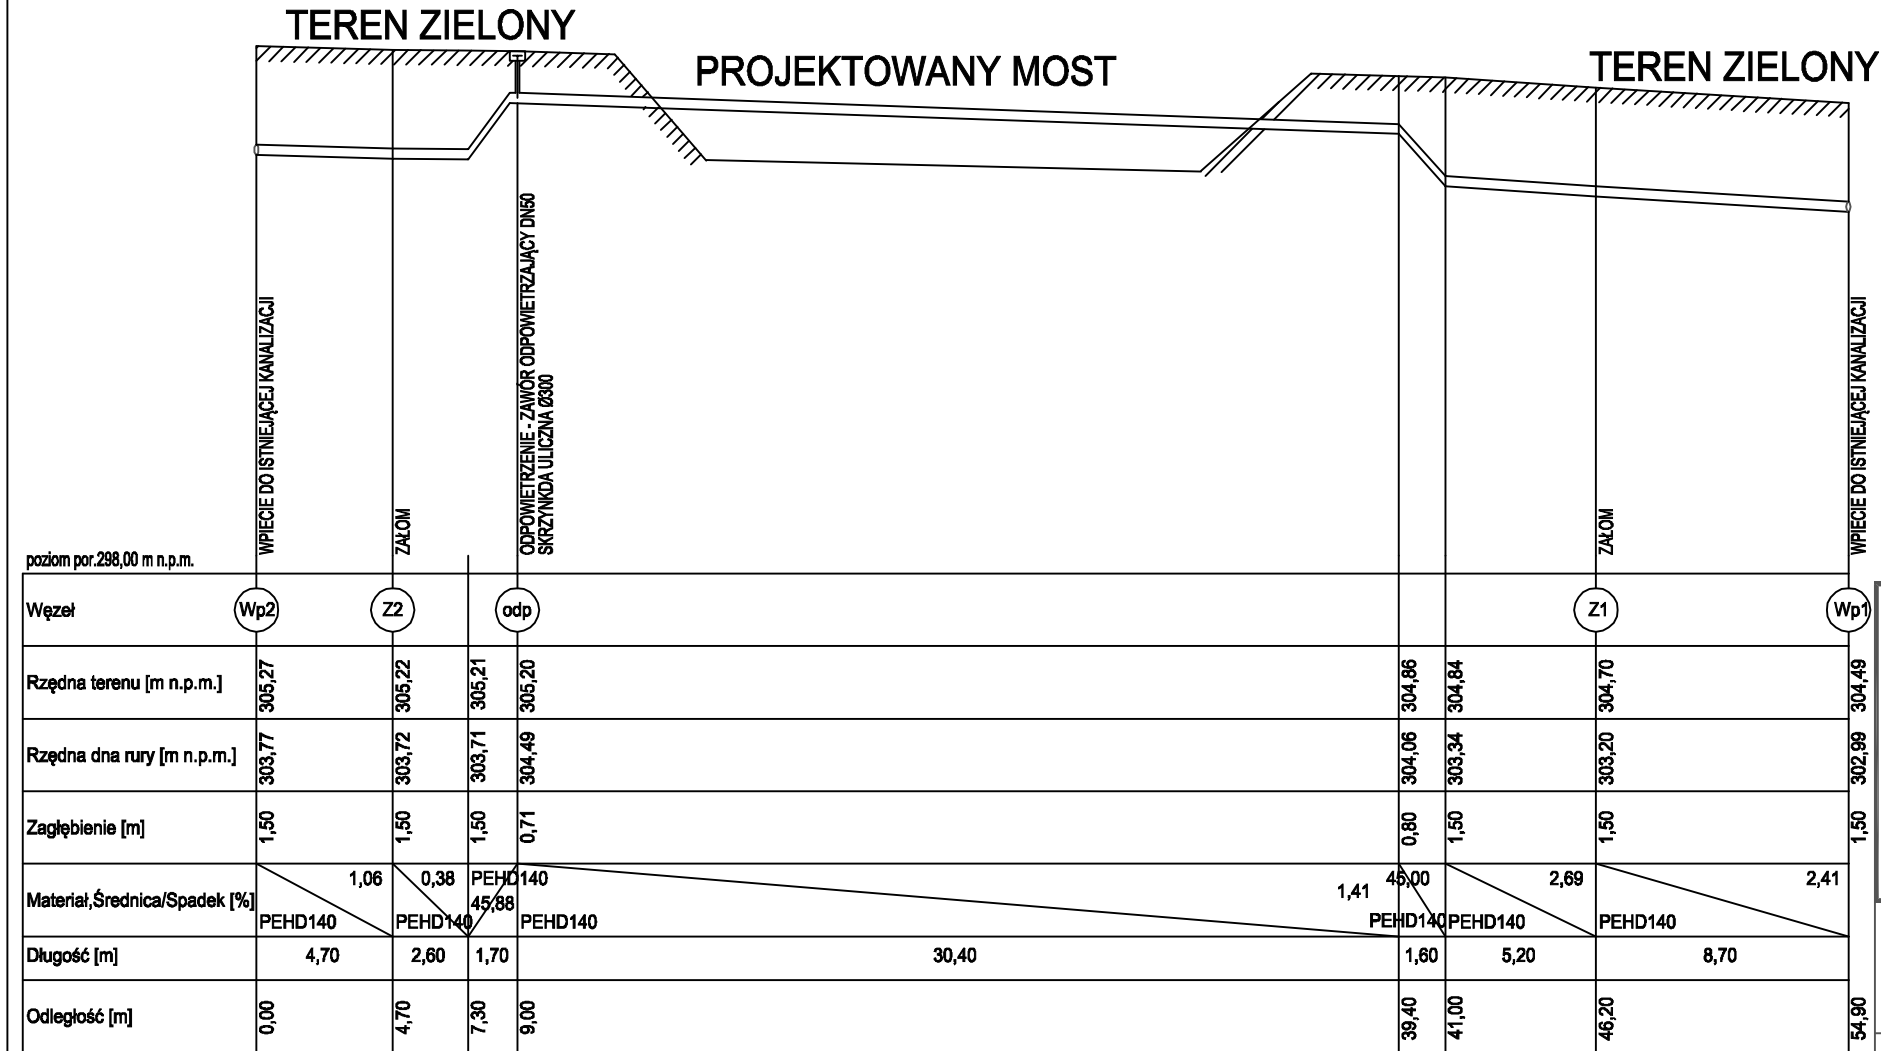 TEREN ZIELONY
PROJEKTOWANY MOST
TEREN ZIELONY
WPIECIE DO ISTNIEJĄCEJ KANALIZACJI
ZAŁOM
ODPOWIETRZENIE - ZAWÓR ODPOWIETRZAJĄCY DN50
SKRZYNKDA ULICZNA Ø300
ZAŁOM
WPIECIE DO ISTNIEJĄCEJ KANALIZACJI
poziom por.298,00 m n.p.m.
Węzeł Wp2 Z2 odp Z1 Wp1
Rzędna terenu [m n.p.m.] 305,27 305,22 305,21 305,20 304,86 304,84 304,70 304,49
Rzędna dna rury [m n.p.m.] 303,77 303,72 303,71 304,49 304,06 303,34 303,20 302,99
Zagłębienie [m] 1,50 1,50 1,50 0,71 0,80 1,50 1,50 1,50
Materiał,Średnica/Spadek [%]
1,06 0,38 PEHD140 45,00 2,69 2,41
45,88 1,41
PEHD140 PEHD140 PEHD140 PEHD140 PEHD140 PEHD140
Długość [m] 4,70 2,60 1,70 30,40 1,60 5,20 8,70
Odległość [m] 0,00 4,70 7,30 9,00 39,40 41,00 46,20 54,90